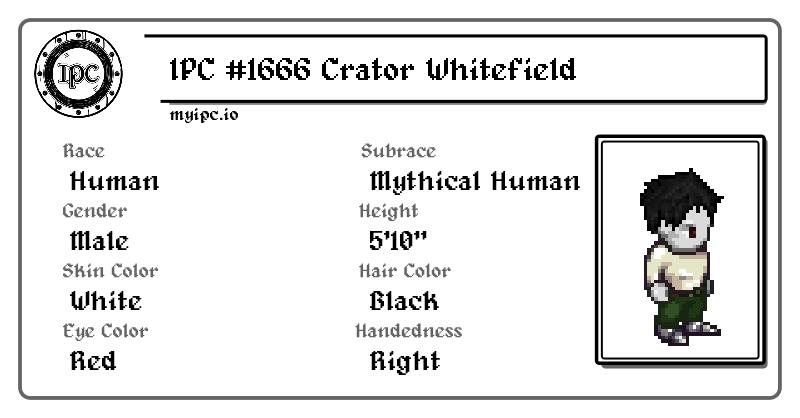 IPC
IPC #1666 Crator Whitefield
myipc.io
Race
Human
Subrace
Mythical Human
Gender
Male
Height
5'10"
Skin Color
White
Hair Color
Black
Eye Color
Red
Handedness
Right